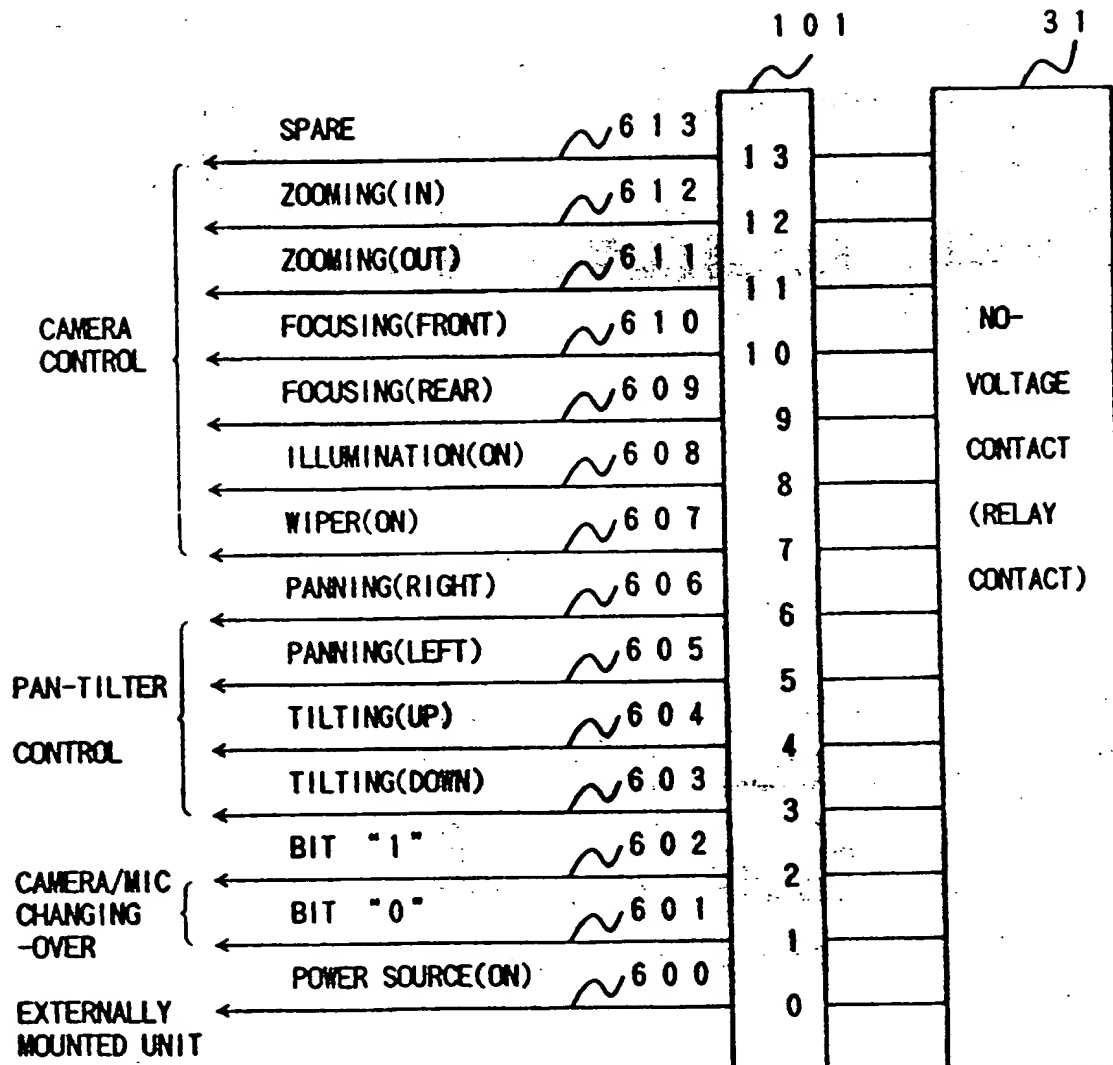 101
31
SPARE 613 13
ZOOMING(IN) 612 12
ZOOMING(OUT) 611 11
FOCUSING(FRONT) 610 10
FOCUSING(REAR) 609 9
ILLUMINATION(ON) 608 8
WIPER(ON) 607 7
PANNING(RIGHT) 606 6
PANNING(LEFT) 605 5
TILTING(UP) 604 4
TILTING(DOWN) 603 3
BIT "1" 602 2
BIT "0" 601 1
POWER SOURCE(ON) 600 0
CAMERA
CONTROL
PAN-TILTER
CONTROL
CAMERA/MIC
CHANGING
-OVER
EXTERNALLY
MOUNTED UNIT
NO-
VOLTAGE
CONTACT
(RELAY
CONTACT)